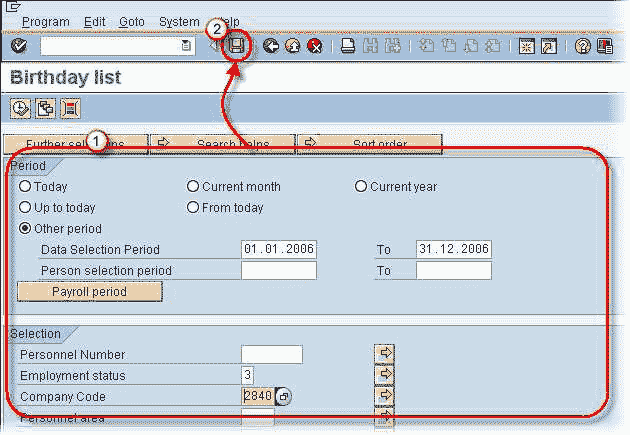 Program Edit Goto System Help
2
Birthday list
1
Further selections Search helps Sort order
Period
Today Current month Current year
Up to today From today
Other period
Data Selection Period 01.01.2006 To 31.12.2006
Person selection period To
Payroll period
Selection
Personnel Number
Employment status 3
Company Code 2840
Personnel area